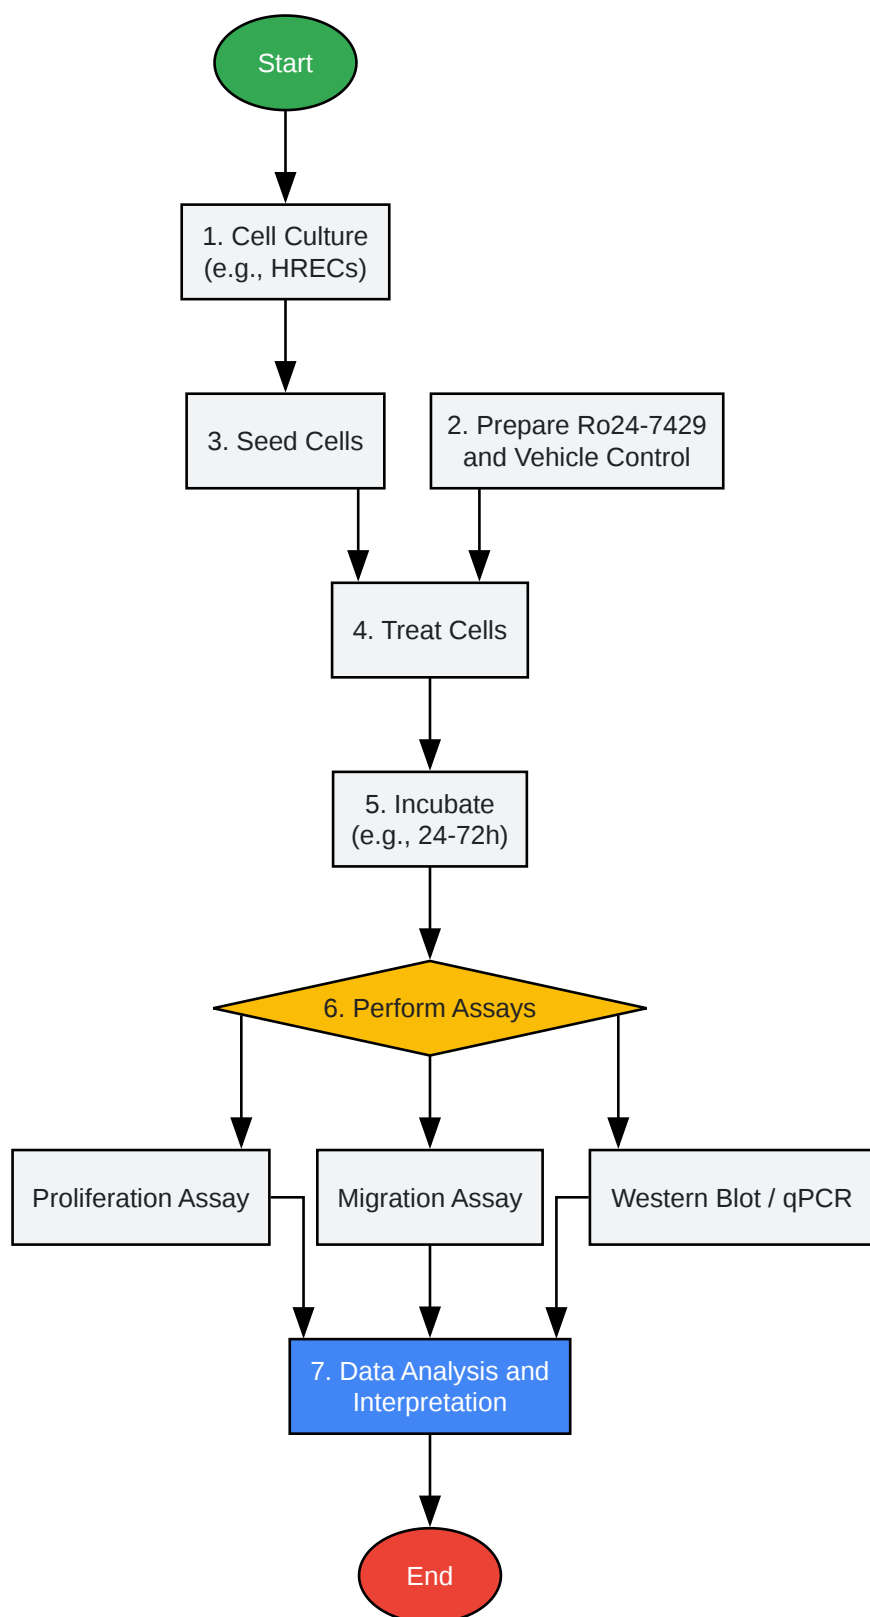 Start
1. Cell Culture
(e.g., HRECs)
3. Seed Cells
2. Prepare Ro24-7429
and Vehicle Control
4. Treat Cells
5. Incubate
(e.g., 24-72h)
6. Perform Assays
Proliferation Assay
Migration Assay
Western Blot / qPCR
7. Data Analysis and
Interpretation
End